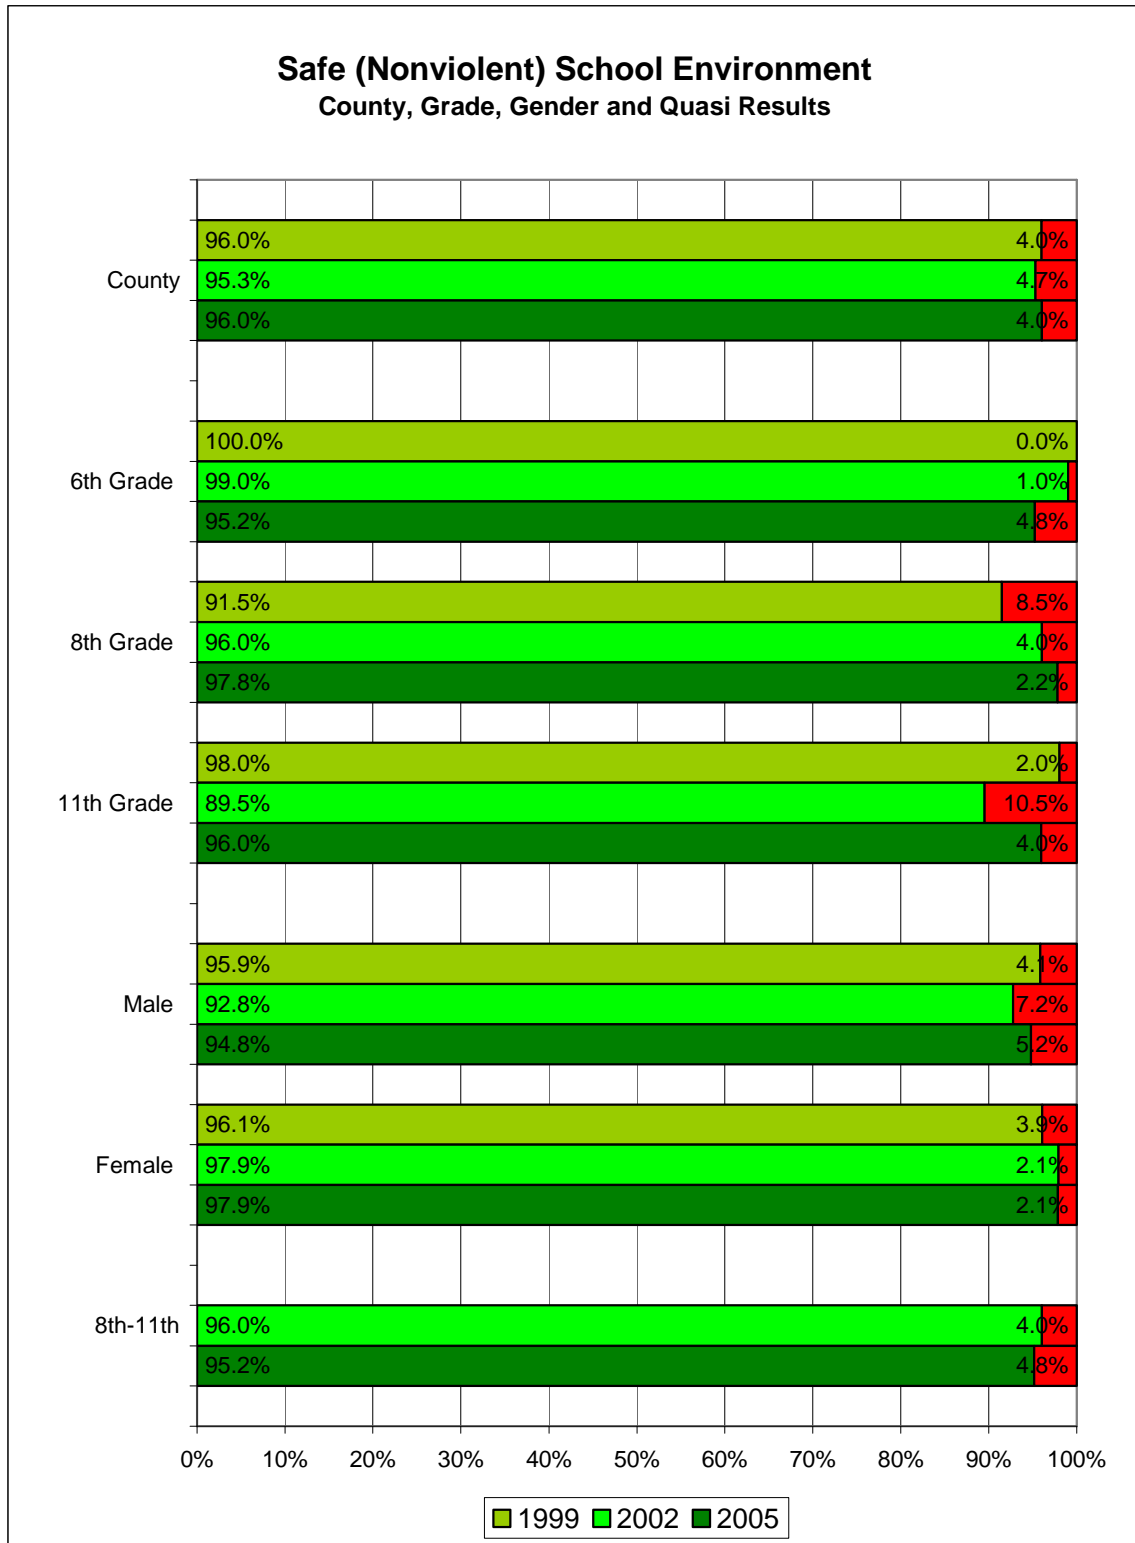 Safe (Nonviolent) School Environment
County, Grade, Gender and Quasi Results
96.0% 4.0%
County 95.3% 4.7%
96.0% 4.0%
100.0% 0.0%
6th Grade 99.0% 1.0%
95.2% 4.8%
91.5% 8.5%
8th Grade 96.0% 4.0%
97.8% 2.2%
98.0% 2.0%
11th Grade 89.5% 10.5%
96.0% 4.0%
95.9% 4.1%
Male 92.8% 7.2%
94.8% 5.2%
96.1% 3.9%
Female 97.9% 2.1%
97.9% 2.1%
8th-11th 96.0% 4.0%
95.2% 4.8%
0% 10% 20% 30% 40% 50% 60% 70% 80% 90% 100%
1999 2002 2005